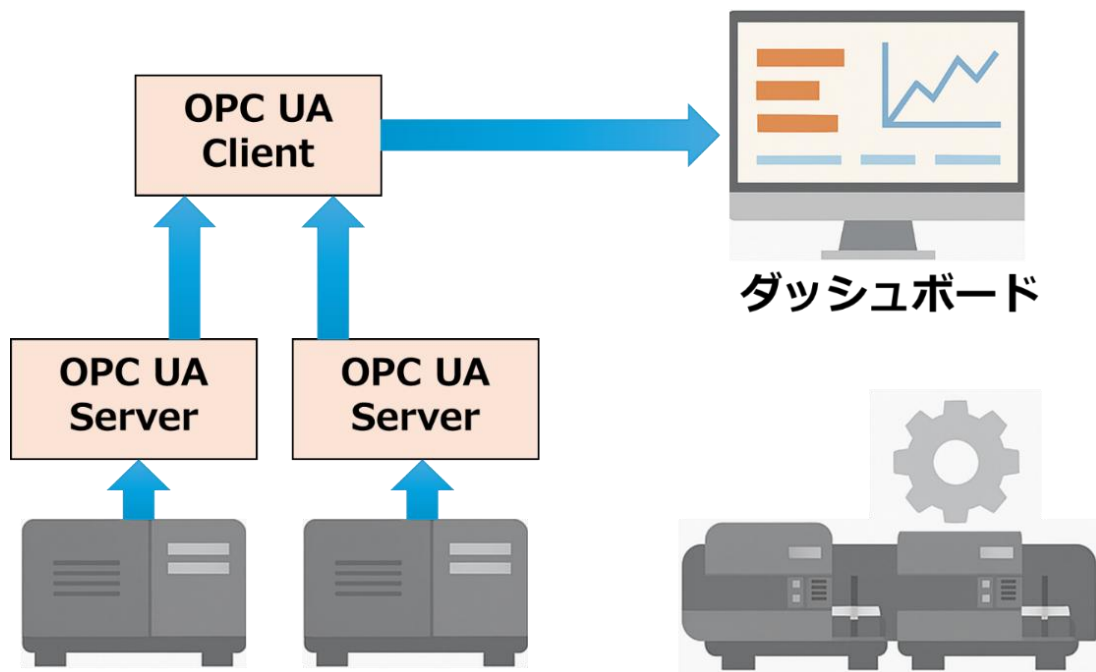 OPC UA
Client
ダッシュボード
OPC UA
Server
OPC UA
Server